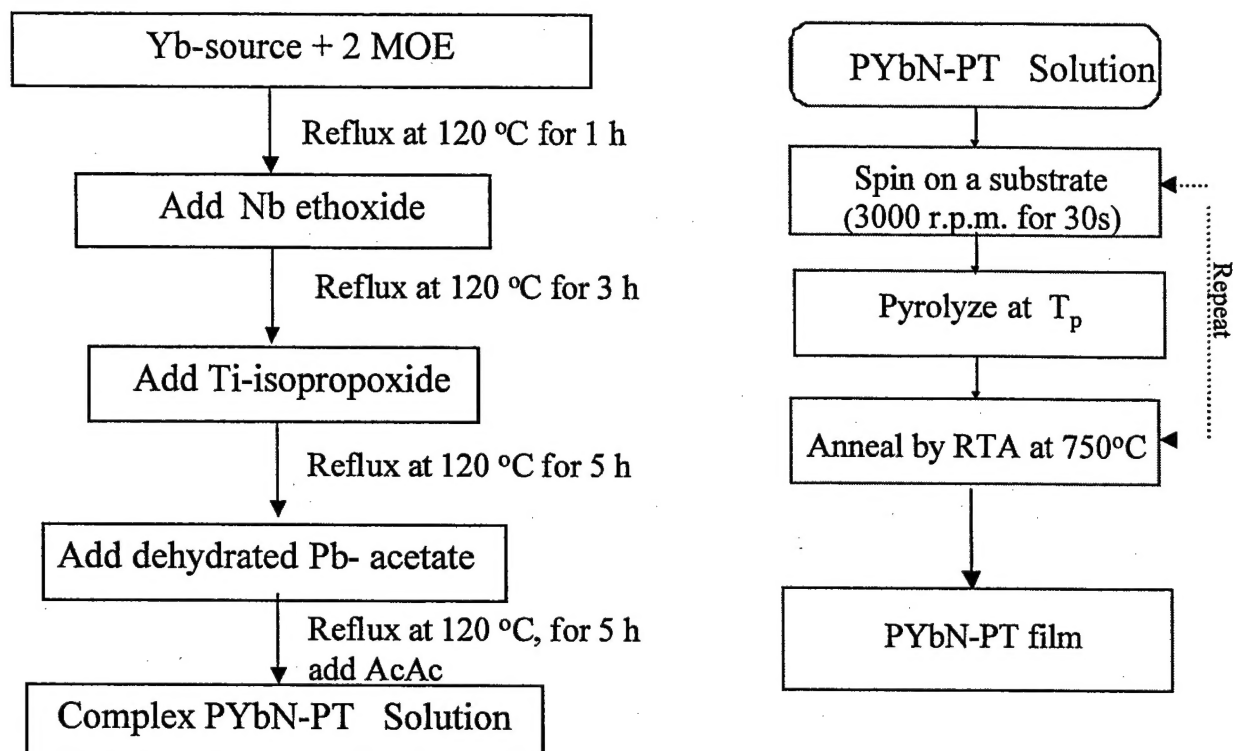 Yb-source + 2 MOE
Reflux at 120 °C for 1 h
Add Nb ethoxide
Reflux at 120 °C for 3 h
Add Ti-isopropoxide
Reflux at 120 °C for 5 h
Add dehydrated Pb- acetate
Reflux at 120 °C, for 5 h
add AcAc
Complex PYbN-PT Solution
PYbN-PT Solution
Spin on a substrate
(3000 r.p.m. for 30s)
Pyrolyze at Tp
Anneal by RTA at 750°C
Repeat
PYbN-PT film